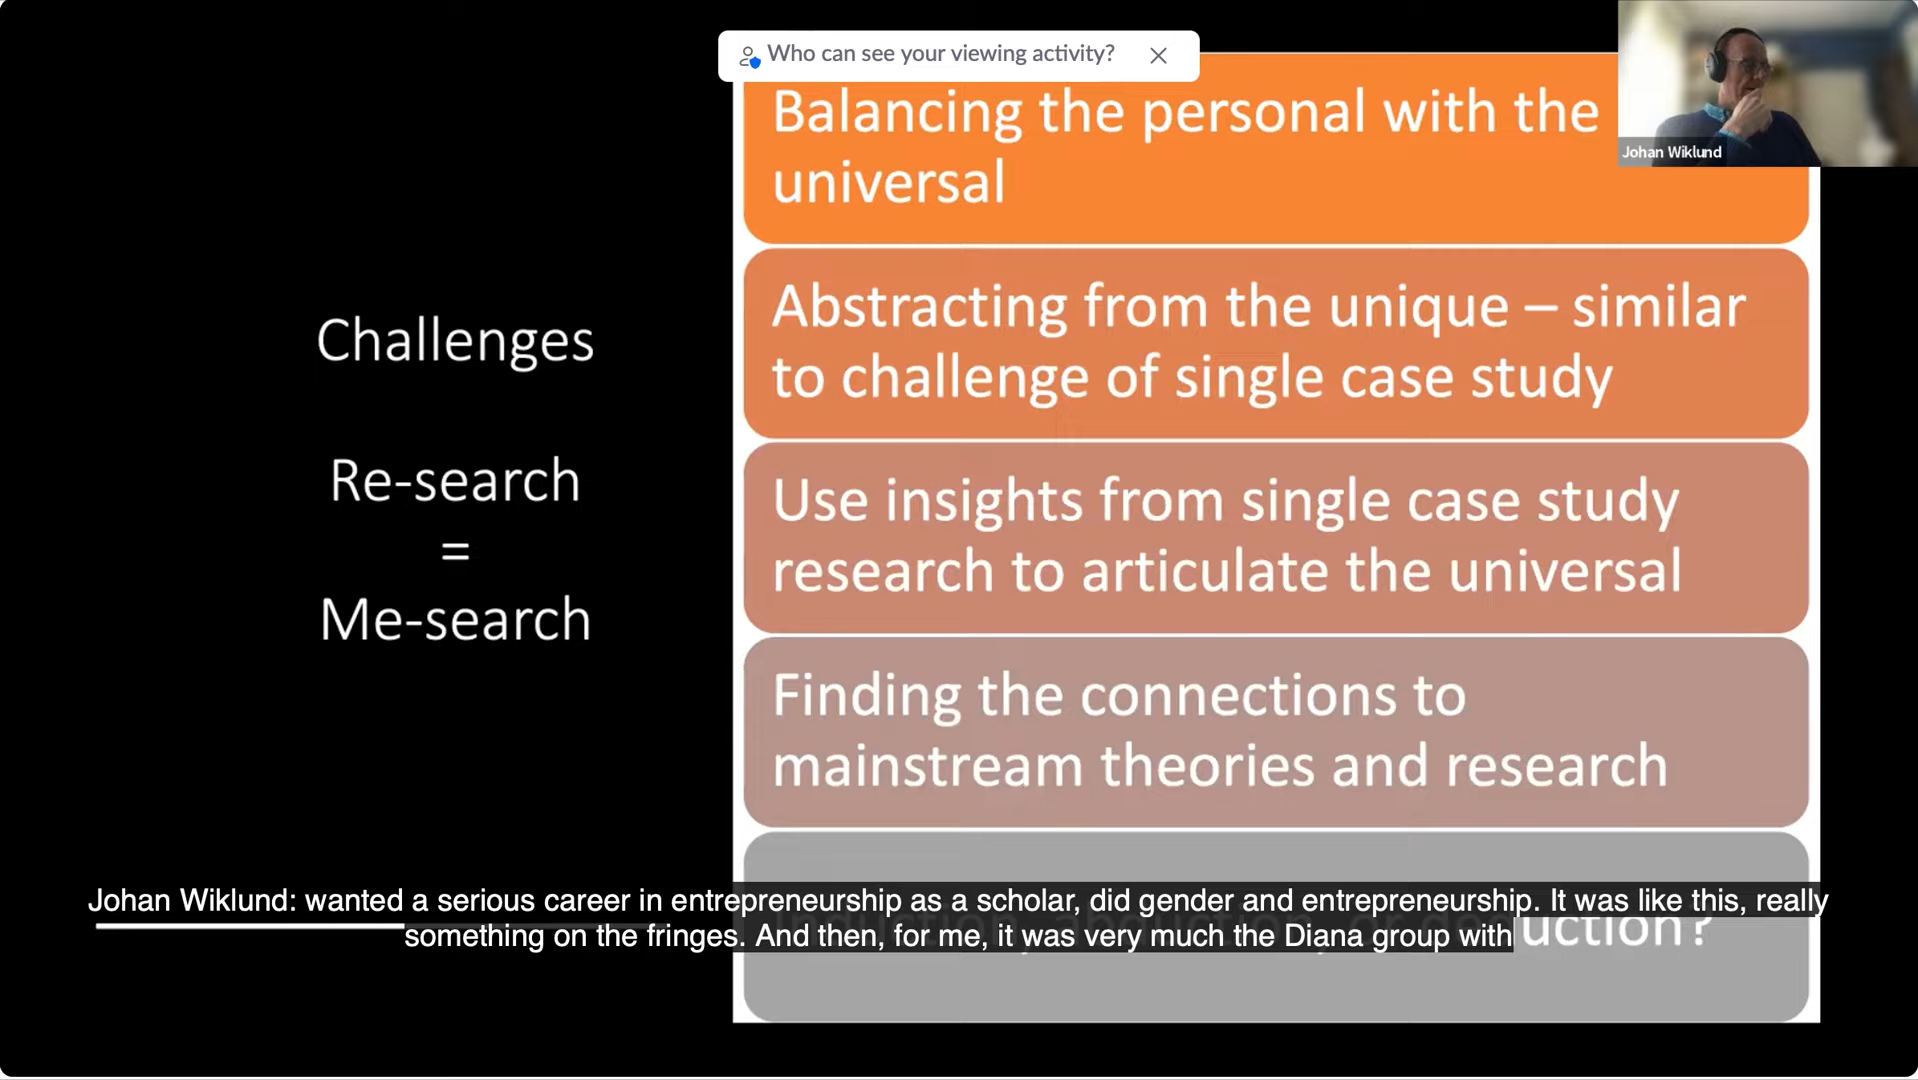 Who can see your viewing activity?
Johan Wiklund
Challenges
Re-search
=
Me-search
Balancing the personal with the
universal
Abstracting from the unique – similar
to challenge of single case study
Use insights from single case study
research to articulate the universal
Finding the connections to
mainstream theories and research
uction?
Johan Wiklund: wanted a serious career in entrepreneurship as a scholar, did gender and entrepreneurship. It was like this, really
something on the fringes. And then, for me, it was very much the Diana group with